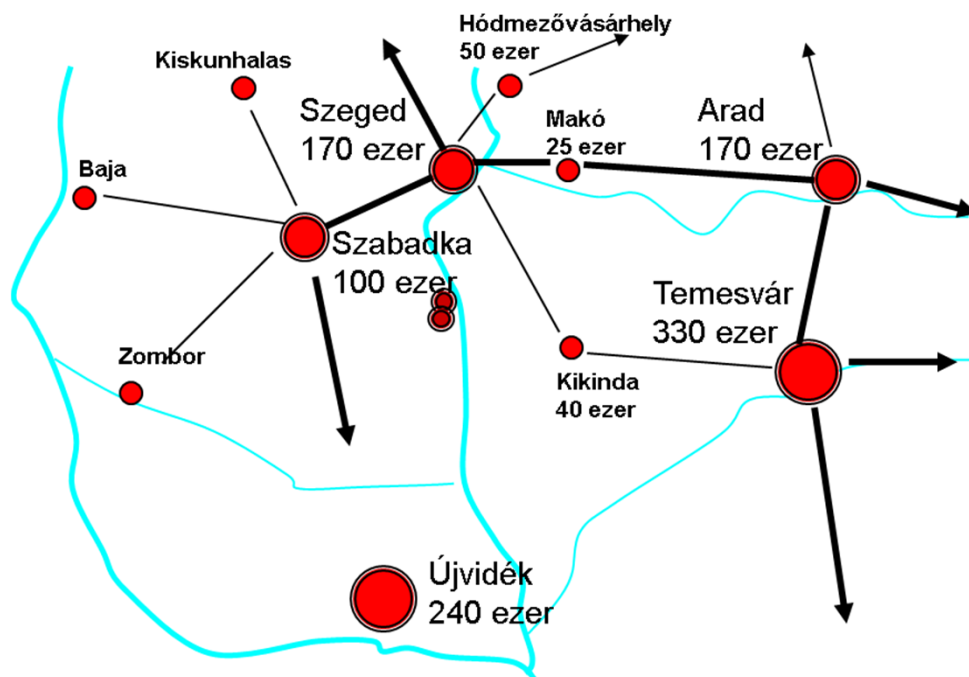 Hódmezővásárhely
50 ezer
Kiskunhalas
Szeged
170 ezer
Makó
25 ezer
Arad
170 ezer
Baja
Szabadka
100 ezer
Temesvár
330 ezer
Zombor
Kikinda
40 ezer
Újvidék
240 ezer